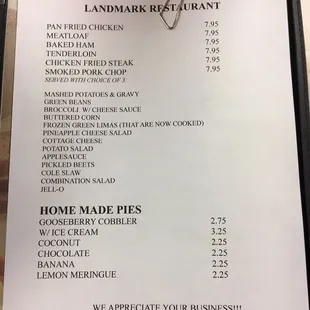 LANDMARK RESTAURANT
PAN FRIED CHICKEN 7.95
MEATLOAF 7.95
BAKED HAM 7.95
TENDERLOIN 7.95
CHICKEN FRIED STEAK 7.95
SMOKED PORK CHOP 7.95
SERVED WITH CHOICE OF 3
MASHED POTATOES & GRAVY
GREEN BEANS
BROCCOLI W/ CHEESE SAUCE
BUTTERED CORN
FROZEN GREEN LIMAS (THAT ARE NOW COOKED)
PINEAPPLE CHEESE SALAD
COTTAGE CHEESE
POTATO SALAD
APPLESAUCE
PICKLED BEETS
COLE SLAW
COMBINATION SALAD
JELL-O
HOME MADE PIES
GOOSEBERRY COBBLER 2.75
W/ ICE CREAM 3.25
COCONUT 2.25
CHOCOLATE 2.25
BANANA 2.25
LEMON MERINGUE 2.25
WE APPRECIATE YOUR BUSINESS!!!